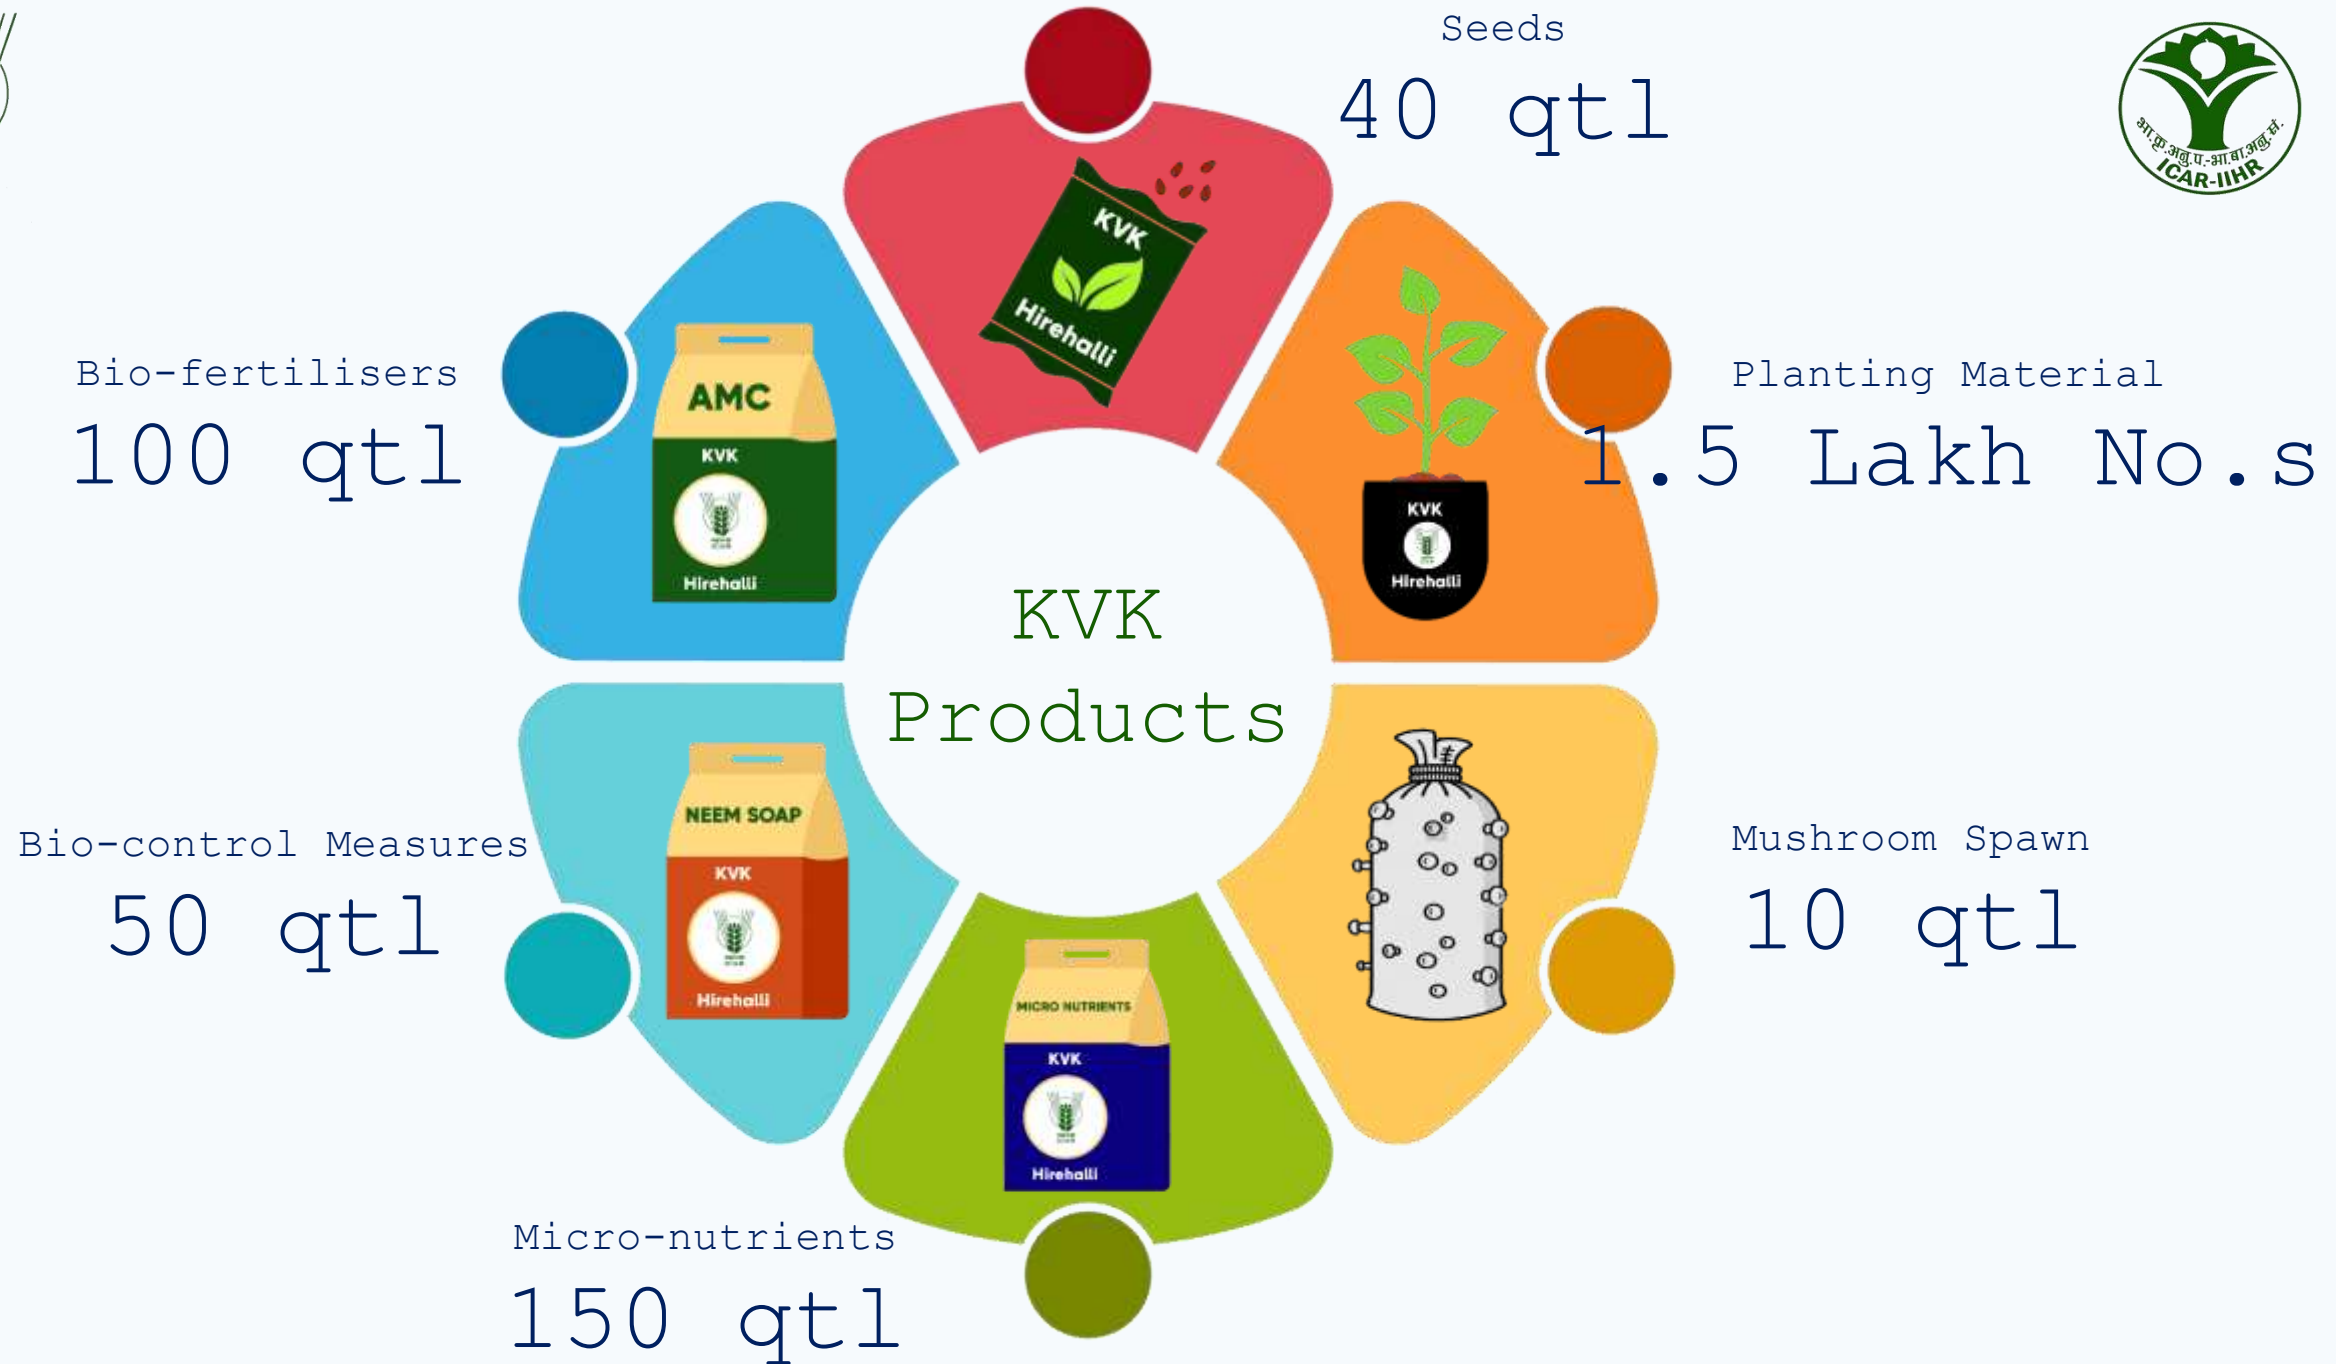 Seeds
40 qtl
भा.कृ.अनु.प.-भा.बा.अनु.सं.
ICAR-IIHR
KVK
Hirehalli
Bio-fertilisers
100 qtl
AMC
KVK
Hirehalli
Planting Material
1.5 Lakh No.s
KVK
Hirehalli
KVK
Products
Bio-control Measures
50 qtl
NEEM SOAP
KVK
Hirehalli
Mushroom Spawn
10 qtl
MICRO NUTRIENTS
KVK
Hirehalli
Micro-nutrients
150 qtl